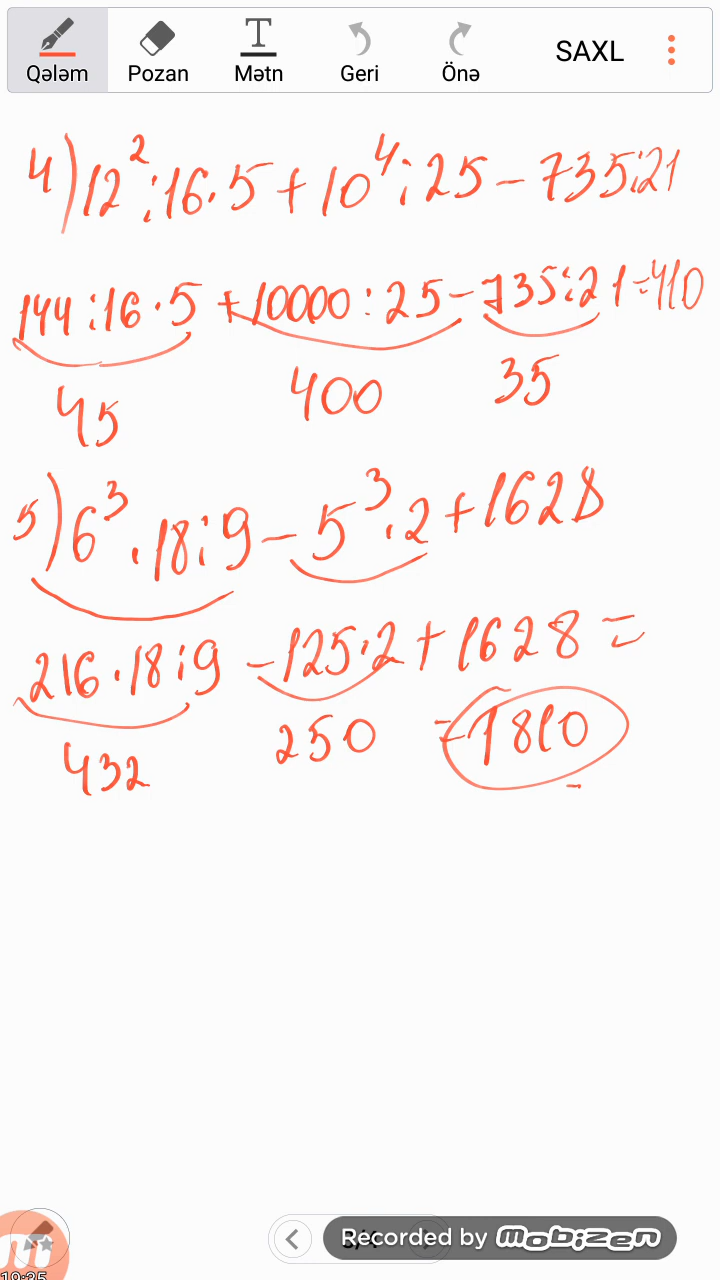 Qələm Pozan Mətn Geri Önə SAXL
4) 12²:16·5+10⁴:25-735:21
144:16·5+10000:25-735:21=410
45 400 35
5) 6³·18:9-5³·2+1628
216·18:9-125·2+1628=
432 250 =1810
Recorded by mobizen